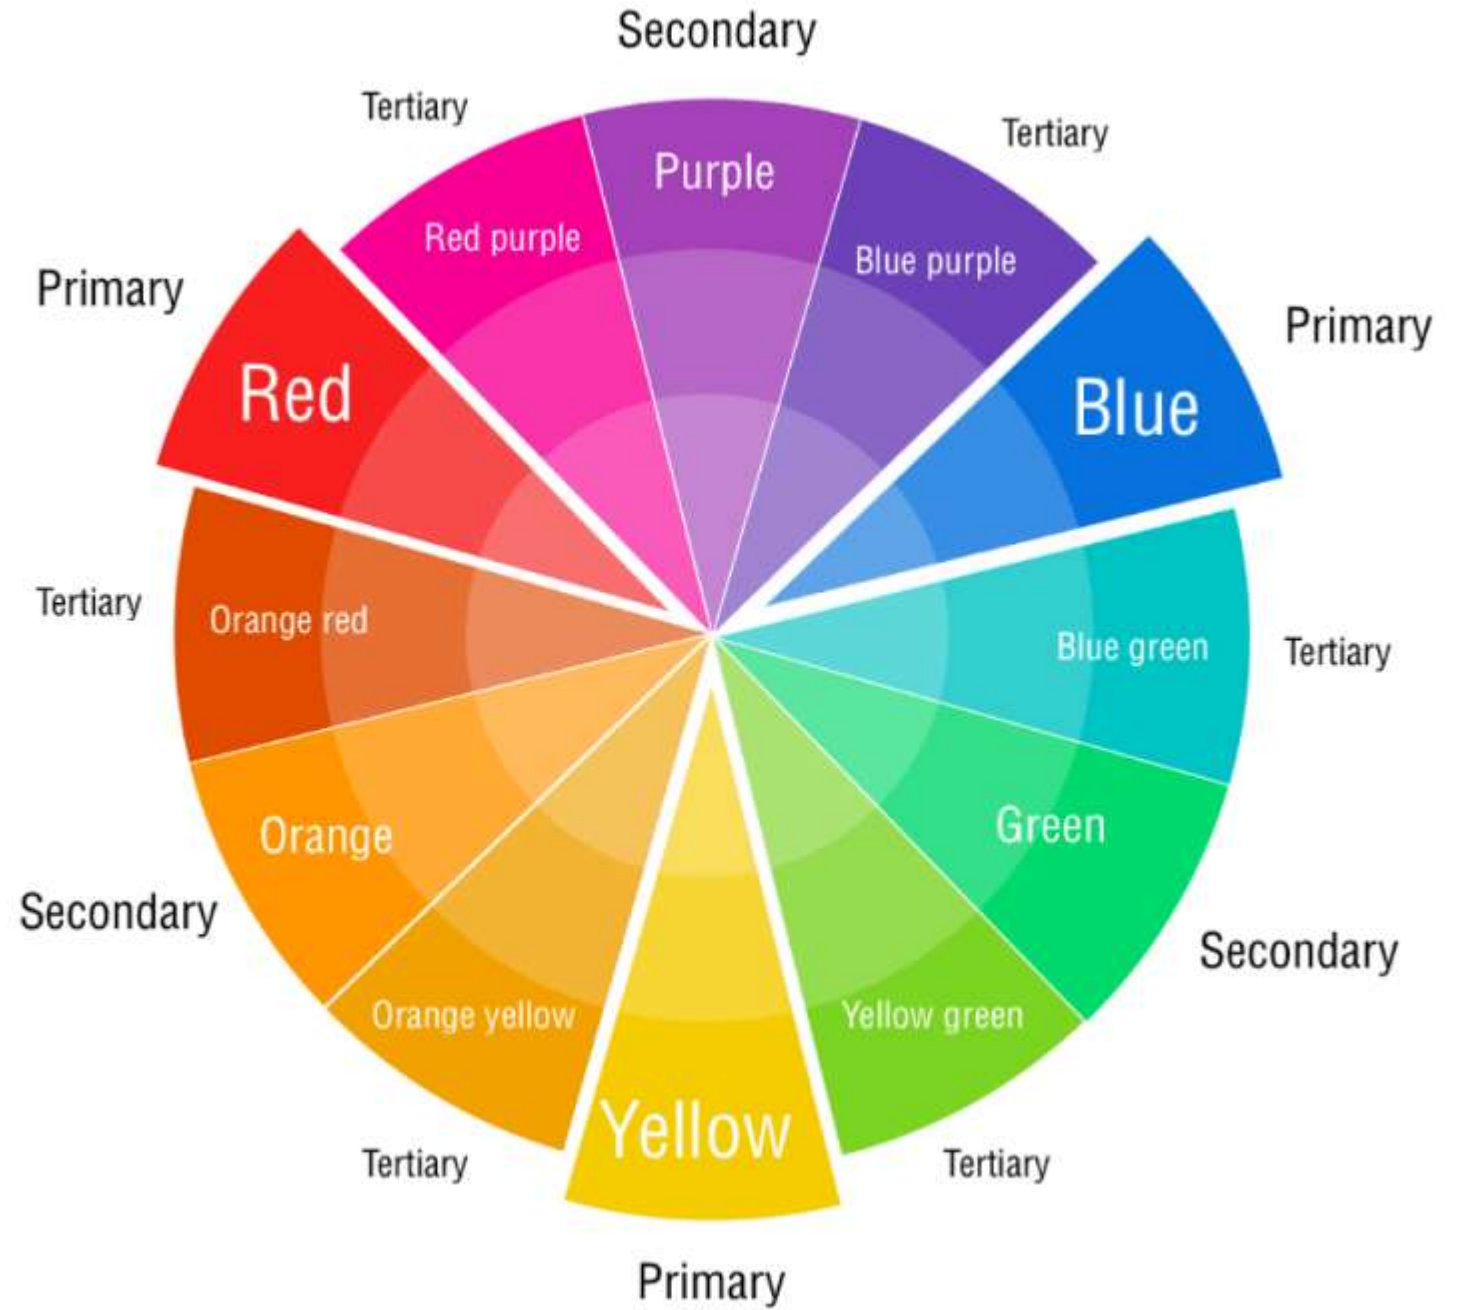 Secondary
Tertiary
Tertiary
Purple
Red purple
Blue purple
Primary
Primary
Red
Blue
Tertiary
Orange red
Blue green
Tertiary
Orange
Green
Secondary
Secondary
Orange yellow
Yellow green
Yellow
Tertiary
Tertiary
Primary